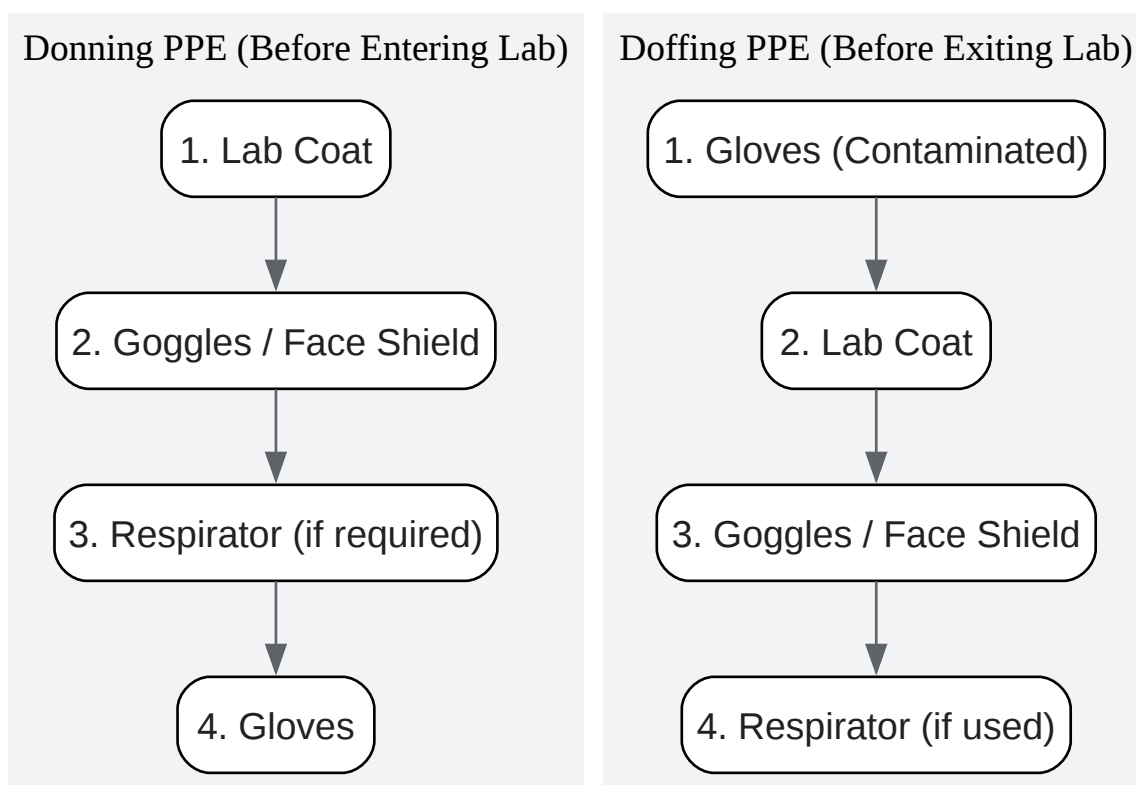 Donning PPE (Before Entering Lab)
1. Lab Coat
2. Goggles / Face Shield
3. Respirator (if required)
4. Gloves
Doffing PPE (Before Exiting Lab)
1. Gloves (Contaminated)
2. Lab Coat
3. Goggles / Face Shield
4. Respirator (if used)